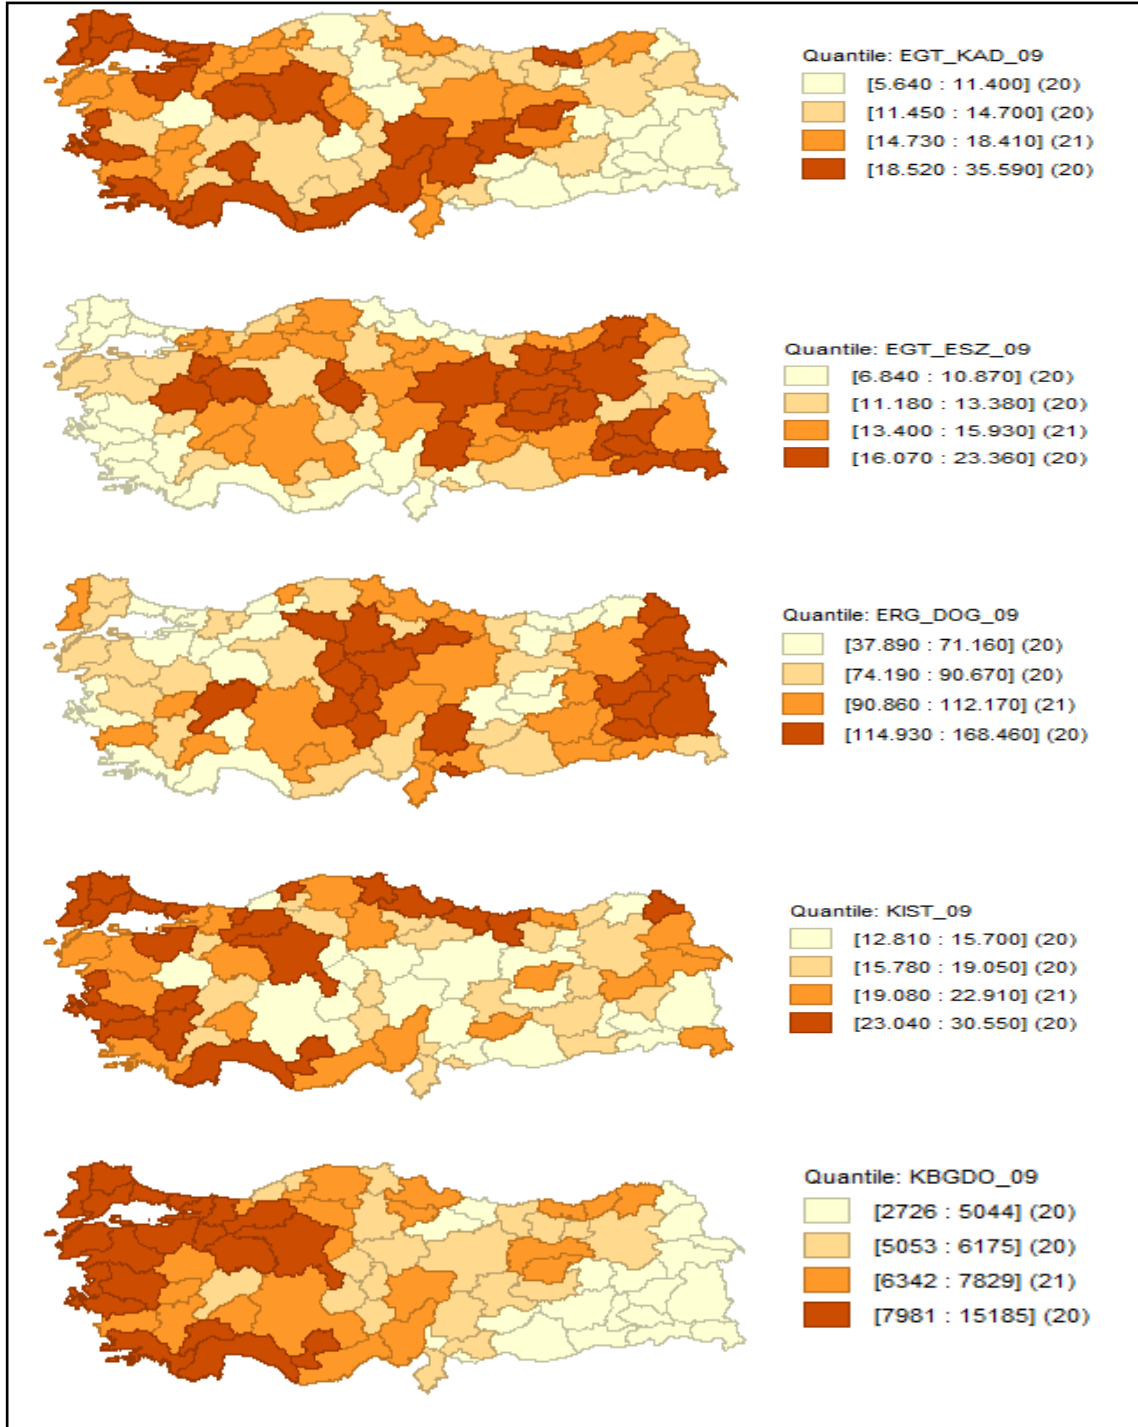 Quantile: EGT_KAD_09
[5.640 : 11.400] (20)
[11.450 : 14.700] (20)
[14.730 : 18.410] (21)
[18.520 : 35.590] (20)
Quantile: EGT_ESZ_09
[6.840 : 10.870] (20)
[11.180 : 13.380] (20)
[13.400 : 15.930] (21)
[16.070 : 23.360] (20)
Quantile: ERG_DOG_09
[37.890 : 71.160] (20)
[74.190 : 90.670] (20)
[90.860 : 112.170] (21)
[114.930 : 168.460] (20)
Quantile: KIST_09
[12.810 : 15.700] (20)
[15.780 : 19.050] (20)
[19.080 : 22.910] (21)
[23.040 : 30.550] (20)
Quantile: KBGDO_09
[2726 : 5044] (20)
[5053 : 6175] (20)
[6342 : 7829] (21)
[7981 : 15185] (20)